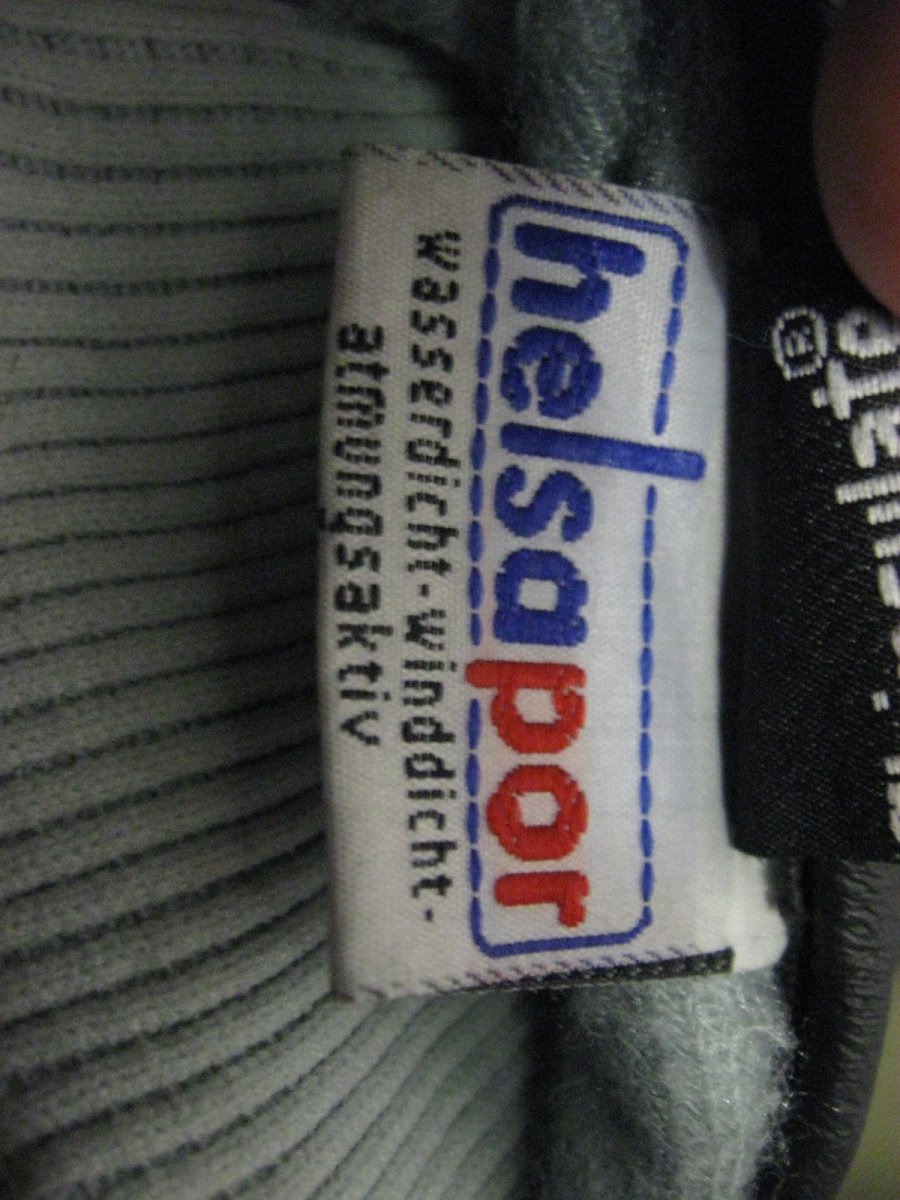 helsapor
wasserdicht-winddicht-
atmungsaktiv